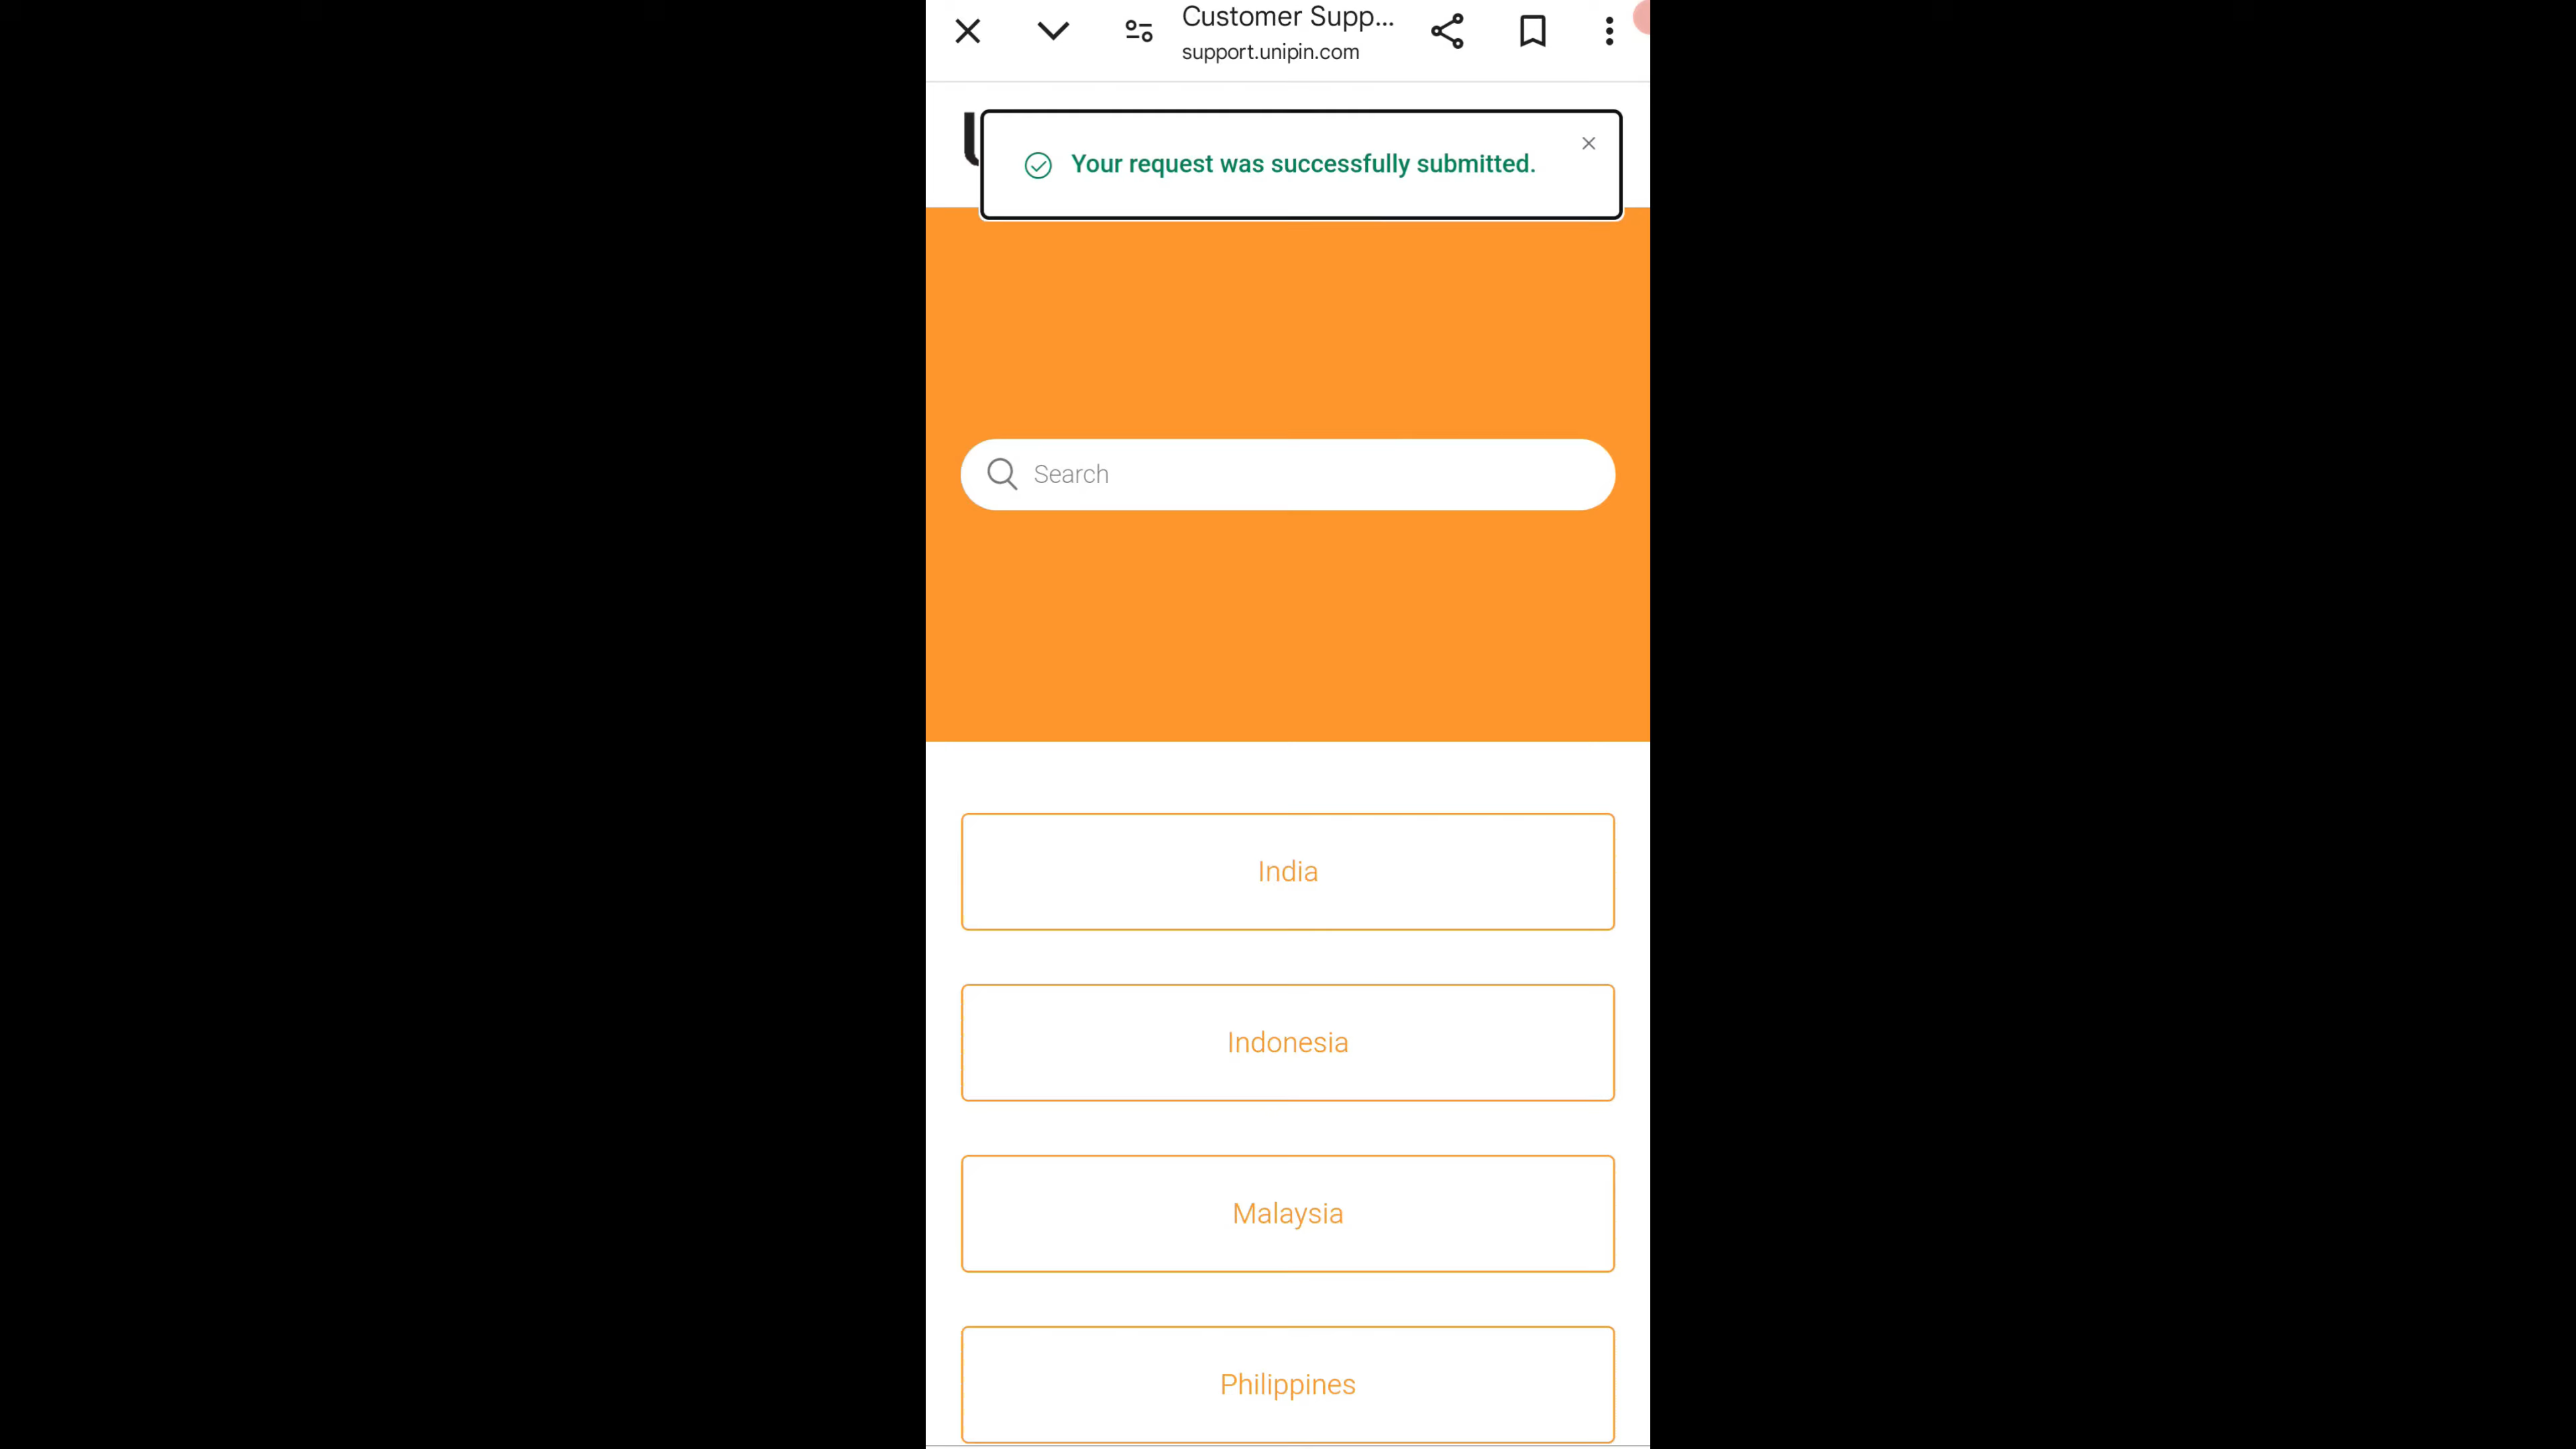 Customer Supp...
support.unipin.com
Your request was successfully submitted.
Search
India
Indonesia
Malaysia
Philippines